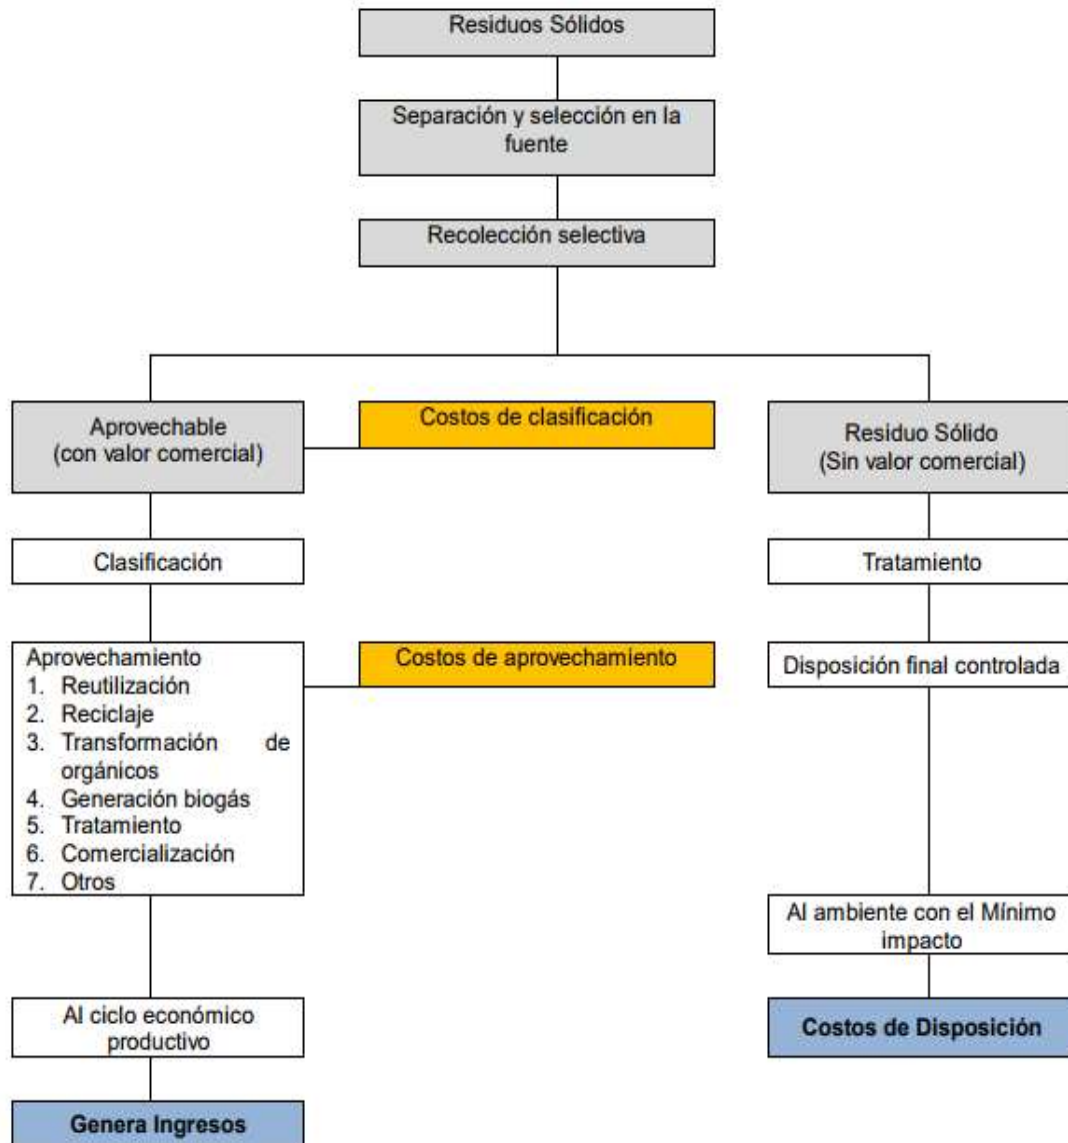 Residuos Sólidos
Separación y selección en la
fuente
Recolección selectiva
Aprovechable
(con valor comercial)
Costos de clasificación
Residuo Sólido
(Sin valor comercial)
Clasificación
Tratamiento
Aprovechamiento
1. Reutilización
2. Reciclaje
3. Transformación de
orgánicos
4. Generación biogás
5. Tratamiento
6. Comercialización
7. Otros
Costos de aprovechamiento
Disposición final controlada
Al ambiente con el Mínimo
impacto
Al ciclo económico
productivo
Costos de Disposición
Genera Ingresos